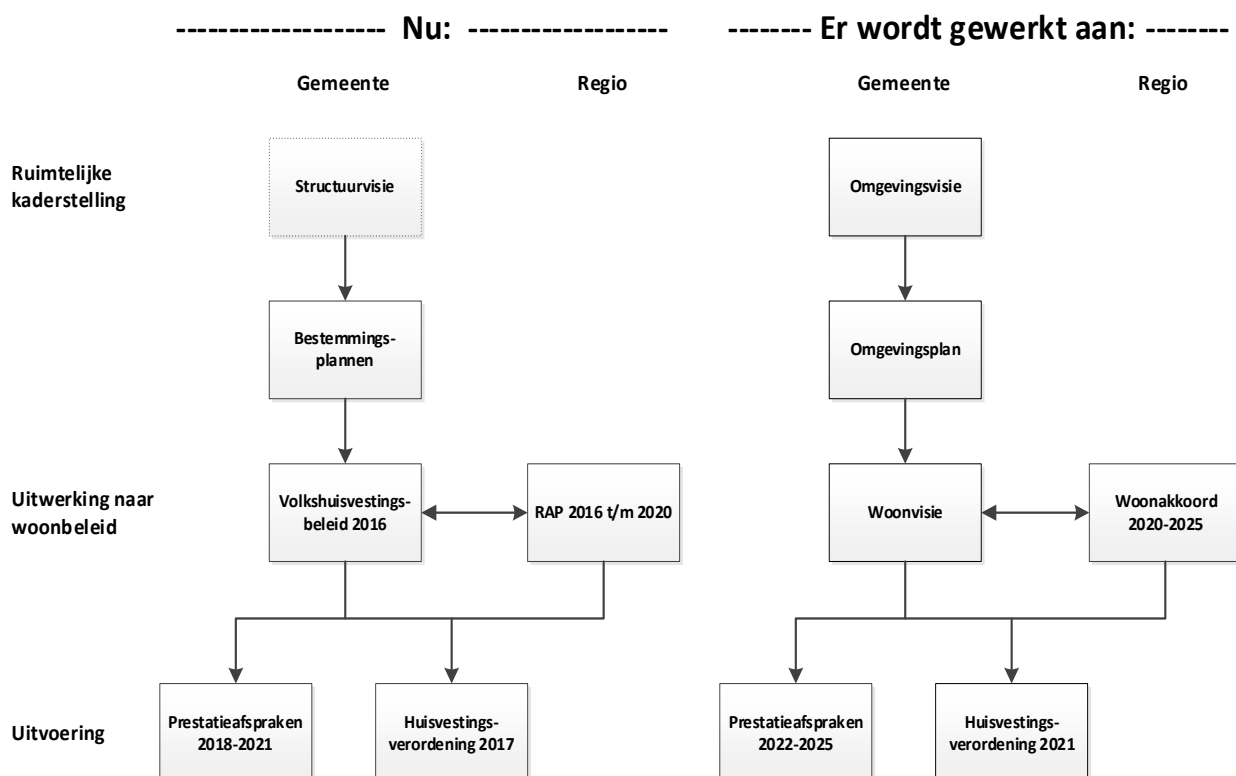 ------------------- Nu: ------------------
-------- Er wordt gewerkt aan: --------
Gemeente
Regio
Gemeente
Regio
Ruimtelijke
kaderstelling
Structuurvisie
Omgevingsvisie
Bestemmings-
plannen
Omgevingsplan
Uitwerking naar
woonbeleid
Volkshuisvestings-
beleid 2016
RAP 2016 t/m 2020
Woonvisie
Woonakkoord
2020-2025
Uitvoering
Prestatieafspraken
2018-2021
Huisvestings-
verordening 2017
Prestatieafspraken
2022-2025
Huisvestings-
verordening 2021